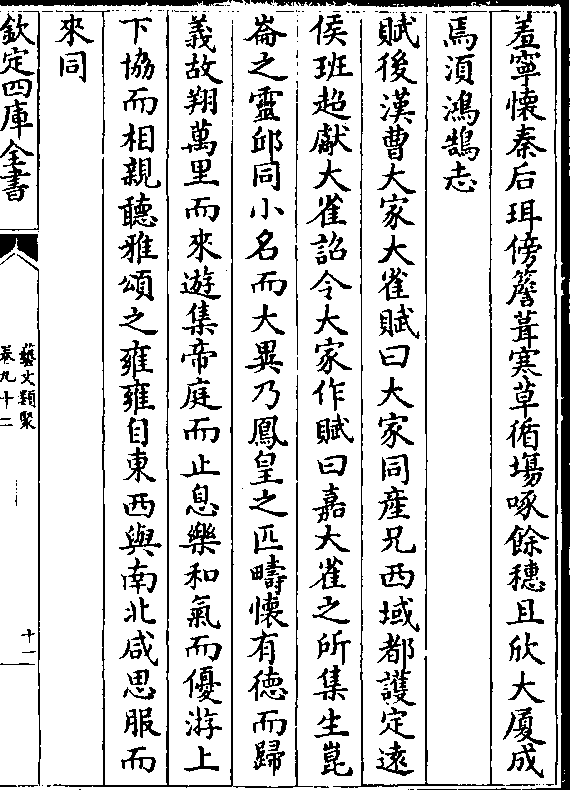 羞寧懷秦后珥傍簷葺寒草循塲啄餘穗且欣大厦成
焉湏鴻鵠志
賦後漢曹大家大雀賦曰大家同産兄西域都護定逺
侯班超獻大雀詔令大家作賦曰嘉大雀之所集生崑
崙之靈邱同小名而大異乃鳳皇之匹疇懐有徳而歸
義故翔萬里而來遊集帝庭而止息樂和氣而優游上
下協而相親聽雅頌之雍雍自東西與南北咸思服而
來同
欽定四庫全書
藝文類聚
卷九十二
十一